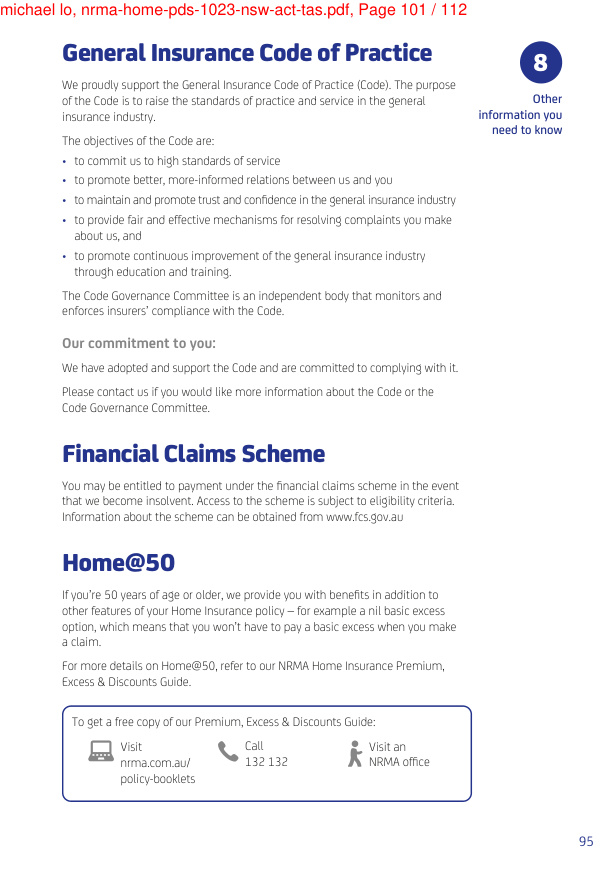 michael lo, nrma-home-pds-1023-nsw-act-tas.pdf, Page 101 / 112
General Insurance Code of Practice
We proudly support the General Insurance Code of Practice (Code). The purpose
of the Code is to raise the standards of practice and service in the general
insurance industry.
The objectives of the Code are:
• to commit us to high standards of service
• to promote better, more-informed relations between us and you
• to maintain and promote trust and confidence in the general insurance industry
• to provide fair and effective mechanisms for resolving complaints you make
about us, and
• to promote continuous improvement of the general insurance industry
through education and training.
The Code Governance Committee is an independent body that monitors and
enforces insurers' compliance with the Code.
Our commitment to you:
We have adopted and support the Code and are committed to complying with it.
Please contact us if you would like more information about the Code or the
Code Governance Committee.
Financial Claims Scheme
You may be entitled to payment under the financial claims scheme in the event
that we become insolvent. Access to the scheme is subject to eligibility criteria.
Information about the scheme can be obtained from www.fcs.gov.au
Home@50
If you're 50 years of age or older, we provide you with benefits in addition to
other features of your Home Insurance policy – for example a nil basic excess
option, which means that you won't have to pay a basic excess when you make
a claim.
For more details on Home@50, refer to our NRMA Home Insurance Premium,
Excess & Discounts Guide.
To get a free copy of our Premium, Excess & Discounts Guide:
Visit
nrma.com.au/
policy-booklets
Call
132 132
Visit an
NRMA office
8
Other
information you
need to know
95